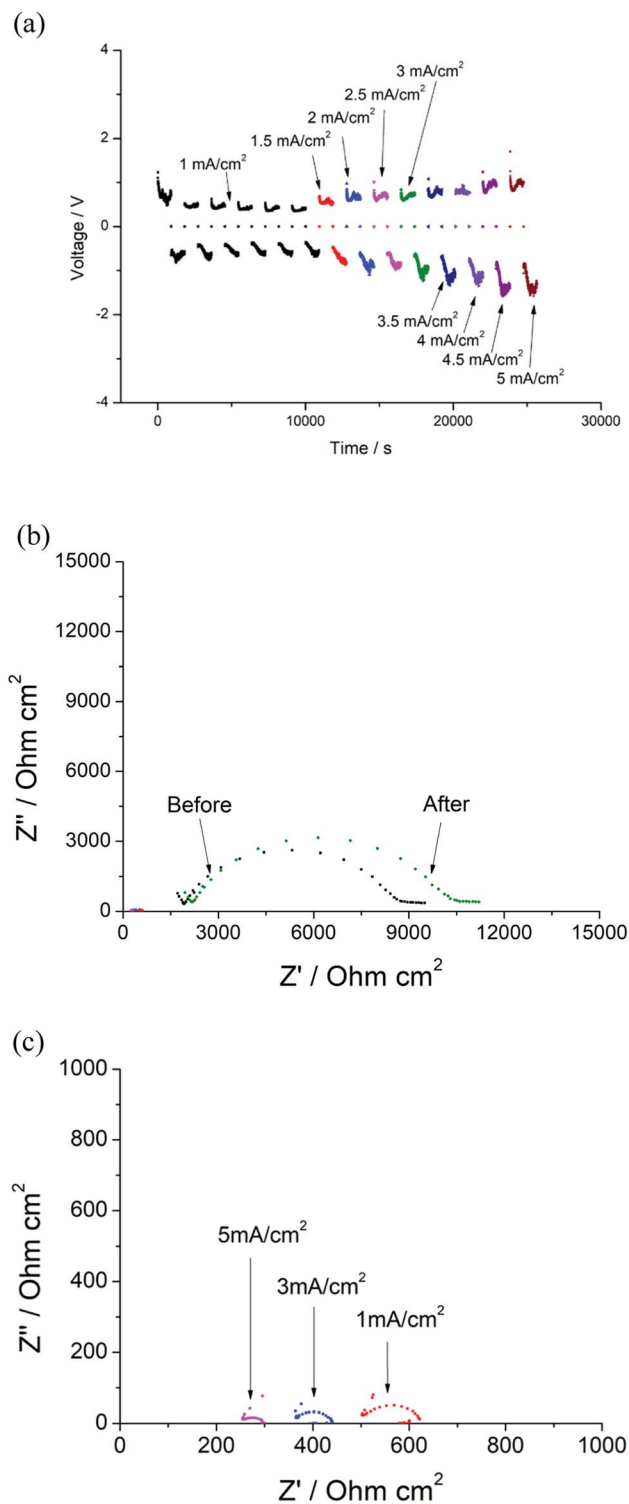 (a)
4
3 mA/cm²
2.5 mA/cm²
2 mA/cm²
1.5 mA/cm²
1 mA/cm²
2
0
-2
-4
Voltage / V
3.5 mA/cm²
4 mA/cm²
4.5 mA/cm²
5 mA/cm²
0 10000 20000 30000
Time / s
(b)
15000
12000
9000
6000
3000
0
Z" / Ohm cm²
Before After
0 3000 6000 9000 12000 15000
Z' / Ohm cm²
(c)
1000
800
600
400
200
0
Z" / Ohm cm²
5mA/cm²
3mA/cm²
1mA/cm²
0 200 400 600 800 1000
Z' / Ohm cm²